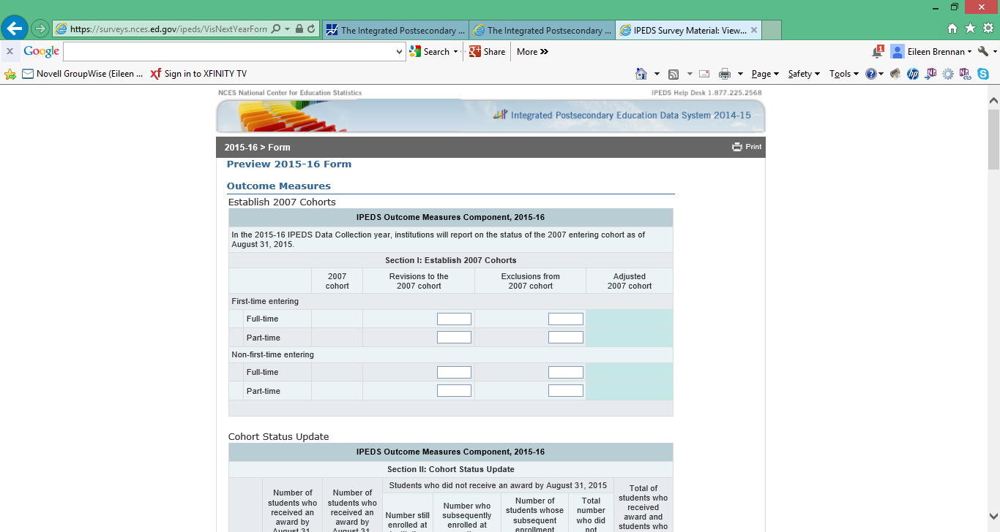 https://surveys.nces.ed.gov/ipeds/VisNextYearForm
The Integrated Postsecondary ...
The Integrated Postsecondary ...
IPEDS Survey Material: View...
x Google
Search
Share
More »
1
Eileen Brennan
Novell GroupWise (Eileen ...
xf Sign in to XFINITY TV
Page
Safety
Tools
NCES National Center for Education Statistics
IPEDS Help Desk 1.877.225.2568
Integrated Postsecondary Education Data System 2014-15
2015-16 > Form
Print
Preview 2015-16 Form
Outcome Measures
Establish 2007 Cohorts
IPEDS Outcome Measures Component, 2015-16
In the 2015-16 IPEDS Data Collection year, institutions will report on the status of the 2007 entering cohort as of
August 31, 2015.
Section I: Establish 2007 Cohorts
2007
cohort
Revisions to the
2007 cohort
Exclusions from
2007 cohort
Adjusted
2007 cohort
First-time entering
Full-time
Part-time
Non-first-time entering
Full-time
Part-time
Cohort Status Update
IPEDS Outcome Measures Component, 2015-16
Section II: Cohort Status Update
Number of
students who
received an
award by
August 31,
Number of
students who
received an
award by
August 31,
Students who did not receive an award by August 31, 2015
Number still
enrolled at
Number who
subsequently
enrolled at
Number of
students whose
subsequent
enrollment
Total
number
who did
not
Total of
students who
received
award and
students who